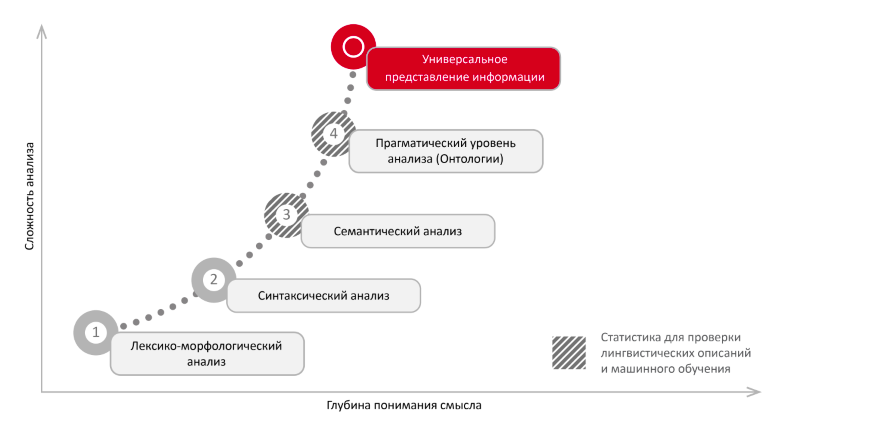 Универсальное
представление информации
4
Прагматический уровень
анализа (Онтологии)
Сложность анализа
3
Семантический анализ
2
Синтаксический анализ
1
Лексико-морфологический
анализ
Статистика для проверки
лингвистических описаний
и машинного обучения
Глубина понимания смысла